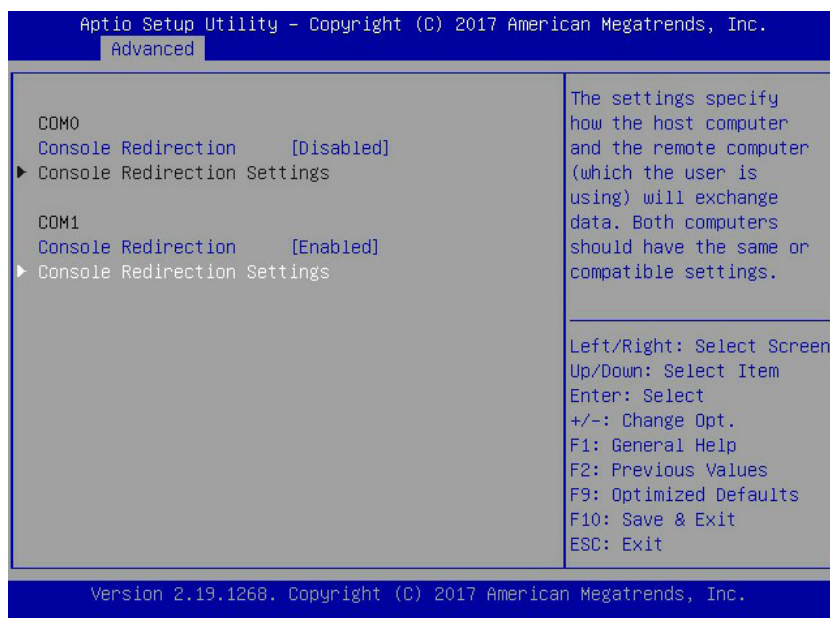 Aptio Setup Utility – Copyright (C) 2017 American Megatrends, Inc.
Advanced
COM0
Console Redirection [Disabled]
Console Redirection Settings
COM1
Console Redirection [Enabled]
Console Redirection Settings
The settings specify
how the host computer
and the remote computer
(which the user is
using) will exchange
data. Both computers
should have the same or
compatible settings.
Left/Right: Select Screen
Up/Down: Select Item
Enter: Select
+/-: Change Opt.
F1: General Help
F2: Previous Values
F9: Optimized Defaults
F10: Save & Exit
ESC: Exit
Version 2.19.1268. Copyright (C) 2017 American Megatrends, Inc.